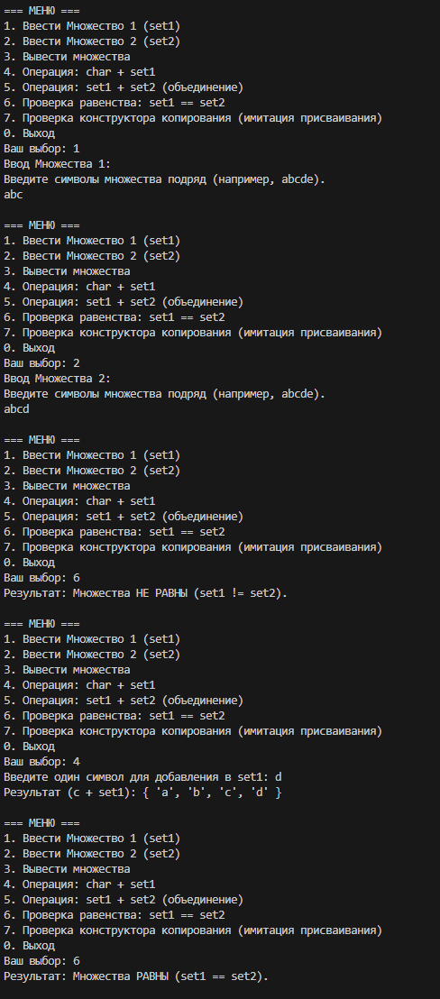 === МЕНЮ ===
1. Ввести Множество 1 (set1)
2. Ввести Множество 2 (set2)
3. Вывести множества
4. Операция: char + set1
5. Операция: set1 + set2 (объединение)
6. Проверка равенства: set1 == set2
7. Проверка конструктора копирования (имитация присваивания)
0. Выход
Ваш выбор: 1
Ввод Множества 1:
Введите символы множества подряд (например, abcde).
abc
=== МЕНЮ ===
1. Ввести Множество 1 (set1)
2. Ввести Множество 2 (set2)
3. Вывести множества
4. Операция: char + set1
5. Операция: set1 + set2 (объединение)
6. Проверка равенства: set1 == set2
7. Проверка конструктора копирования (имитация присваивания)
0. Выход
Ваш выбор: 2
Ввод Множества 2:
Введите символы множества подряд (например, abcde).
abcd
=== МЕНЮ ===
1. Ввести Множество 1 (set1)
2. Ввести Множество 2 (set2)
3. Вывести множества
4. Операция: char + set1
5. Операция: set1 + set2 (объединение)
6. Проверка равенства: set1 == set2
7. Проверка конструктора копирования (имитация присваивания)
0. Выход
Ваш выбор: 6
Результат: Множества НЕ РАВНЫ (set1 != set2).
=== МЕНЮ ===
1. Ввести Множество 1 (set1)
2. Ввести Множество 2 (set2)
3. Вывести множества
4. Операция: char + set1
5. Операция: set1 + set2 (объединение)
6. Проверка равенства: set1 == set2
7. Проверка конструктора копирования (имитация присваивания)
0. Выход
Ваш выбор: 4
Введите один символ для добавления в set1: d
Результат (c + set1): { 'a', 'b', 'c', 'd' }
=== МЕНЮ ===
1. Ввести Множество 1 (set1)
2. Ввести Множество 2 (set2)
3. Вывести множества
4. Операция: char + set1
5. Операция: set1 + set2 (объединение)
6. Проверка равенства: set1 == set2
7. Проверка конструктора копирования (имитация присваивания)
0. Выход
Ваш выбор: 6
Результат: Множества РАВНЫ (set1 == set2).